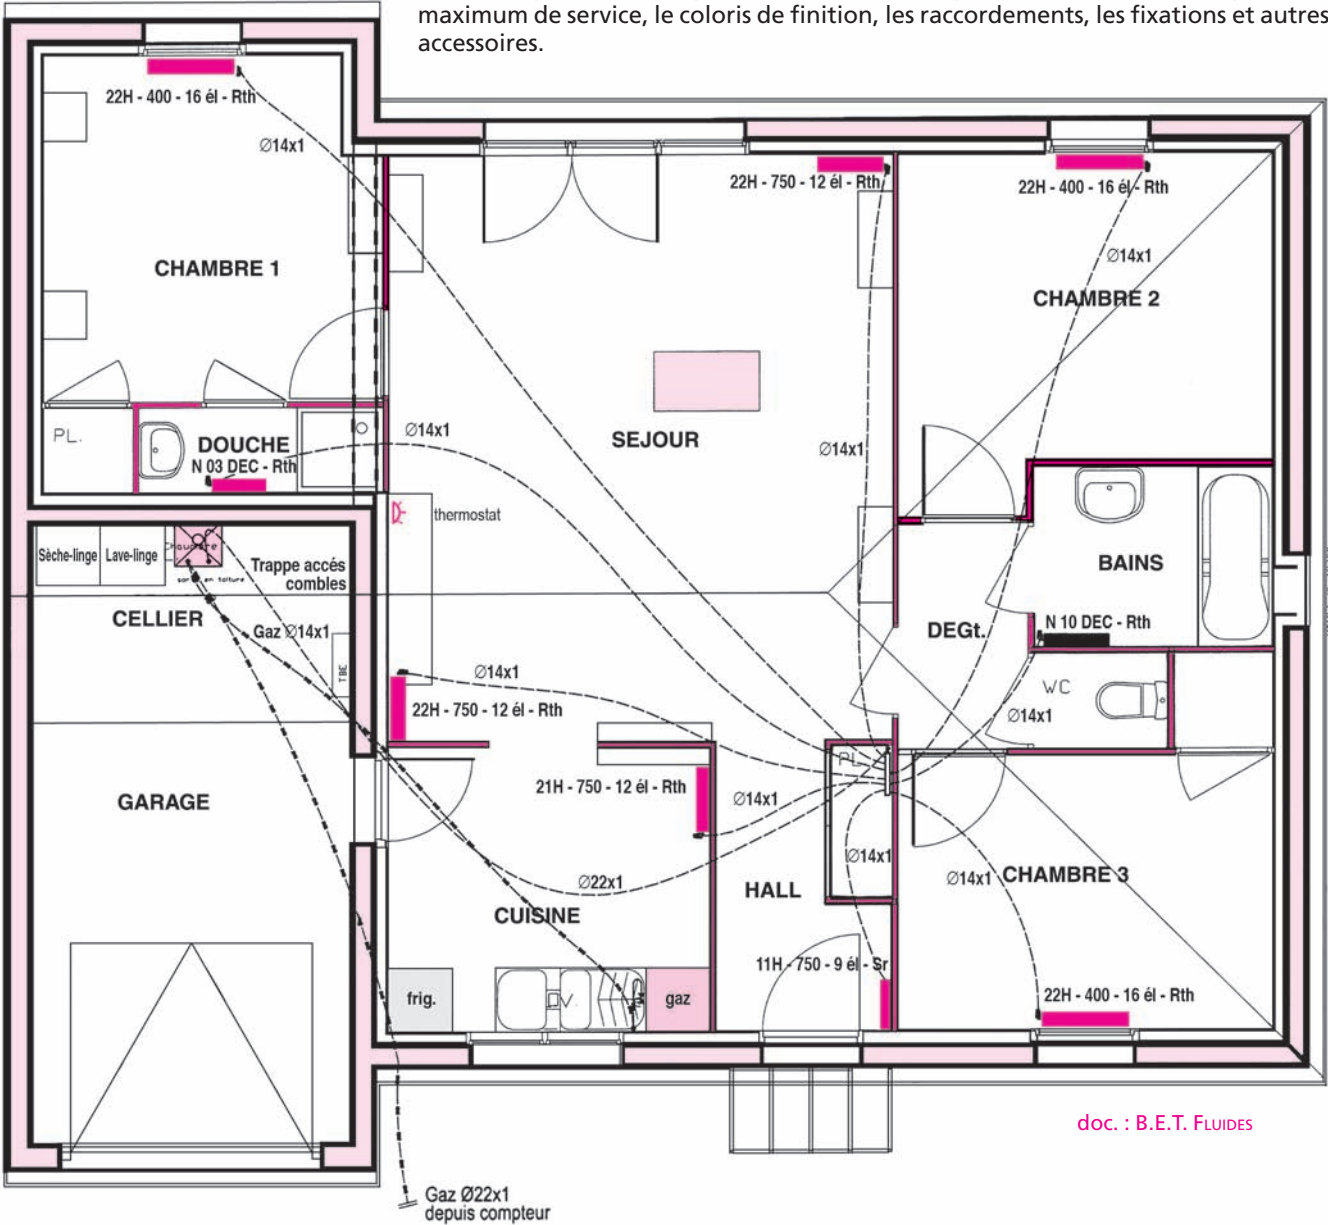 maximum de service, le coloris de finition, les raccordements, les fixations et autres
accessoires.
22H - 400 - 16 él - Rth
Ø14x1
22H - 750 - 12 él - Rth
22H - 400 - 16 él - Rth
Ø14x1
CHAMBRE 1
CHAMBRE 2
SEJOUR
Ø14x1
Ø14x1
PL.
DOUCHE
N 03 DEC - Rth
thermostat
Sèche-linge
Lave-linge
Chaudière
sortie en toiture
Trappe accés
combles
BAINS
CELLIER
Gaz Ø14x1
N 10 DEC - Rth
DEGt.
TBE
Ø14x1
WC
22H - 750 - 12 él - Rth
Ø14x1
PL.
21H - 750 - 12 él - Rth
Ø14x1
GARAGE
Ø14x1
Ø22x1
HALL
Ø14x1
CHAMBRE 3
CUISINE
11H - 750 - 9 él - Sr
frig.
L.V.
gaz
22H - 400 - 16 él - Rth
doc. : B.E.T. FLUIDES
Gaz Ø22x1
depuis compteur